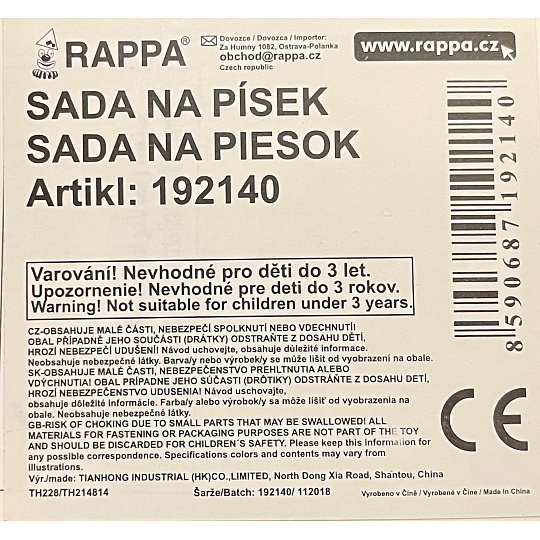 RAPPA®
Dovozce / Dovozca / Importer:
Za Humny 1082, Ostrava-Polanka
obchod@rappa.cz
Czech republic
www.rappa.cz
SADA NA PÍSEK
SADA NA PIESOK
Artikl: 192140
8590687192140
Varování! Nevhodné pro děti do 3 let.
Upozornenie! Nevhodné pre deti do 3 rokov.
Warning! Not suitable for children under 3 years.
CZ-OBSAHUJE MALÉ ČÁSTI, NEBEZPEČÍ SPOLKNUTÍ NEBO VDECHNUTÍ!
OBAL PŘÍPADNĚ JEHO SOUČÁSTI (DRÁTKY) ODSTRAŇTE Z DOSAHU DĚTÍ,
HROZÍ NEBEZPEČÍ UDUŠENÍ! Návod uchovejte, obsahuje důležité informace.
Neobsahuje nebezpečné látky. Barva/y nebo výrobek/y se může lišit od vyobrazení na obale.
SK-OBSAHUJE MALÉ ČASTI, NEBEZPEČENSTVO PREHLTNUTIA ALEBO
VDÝCHNUTIA! OBAL PRÍPADNE JEHO SÚČASTI (DRÔTIKY) ODSTRÁŇTE Z DOSAHU DETÍ,
HROZÍ NEBEZPEČENSTVO UDUSENIA! Návod uschovajte,
obsahuje dôležité informácie. Farba/y alebo výrobok/y sa môže líšiť od vyobrazenia na
obale. Neobsahuje nebezpečné látky.
GB-RISK OF CHOKING DUE TO SMALL PARTS THAT MAY BE SWALLOWED! ALL
MATERIALS FOR FASTENING OR PACKAGING PURPOSES ARE NOT PART OF THE TOY
AND SHOULD BE DISCARDED FOR CHILDREN´S SAFETY. Please keep this information for
any possible correspondence. Specifications colors and contents may vary from
illustrations.
CE
Výr./made: TIANHONG INDUSTRIAL (HK)CO.,LIMITED, North Dong Xia Road, Shantou, China
TH228/TH214814 Šarže/Batch: 192140/ 112018 Vyrobeno v Číně / Vyrobené v Číne / Made in China